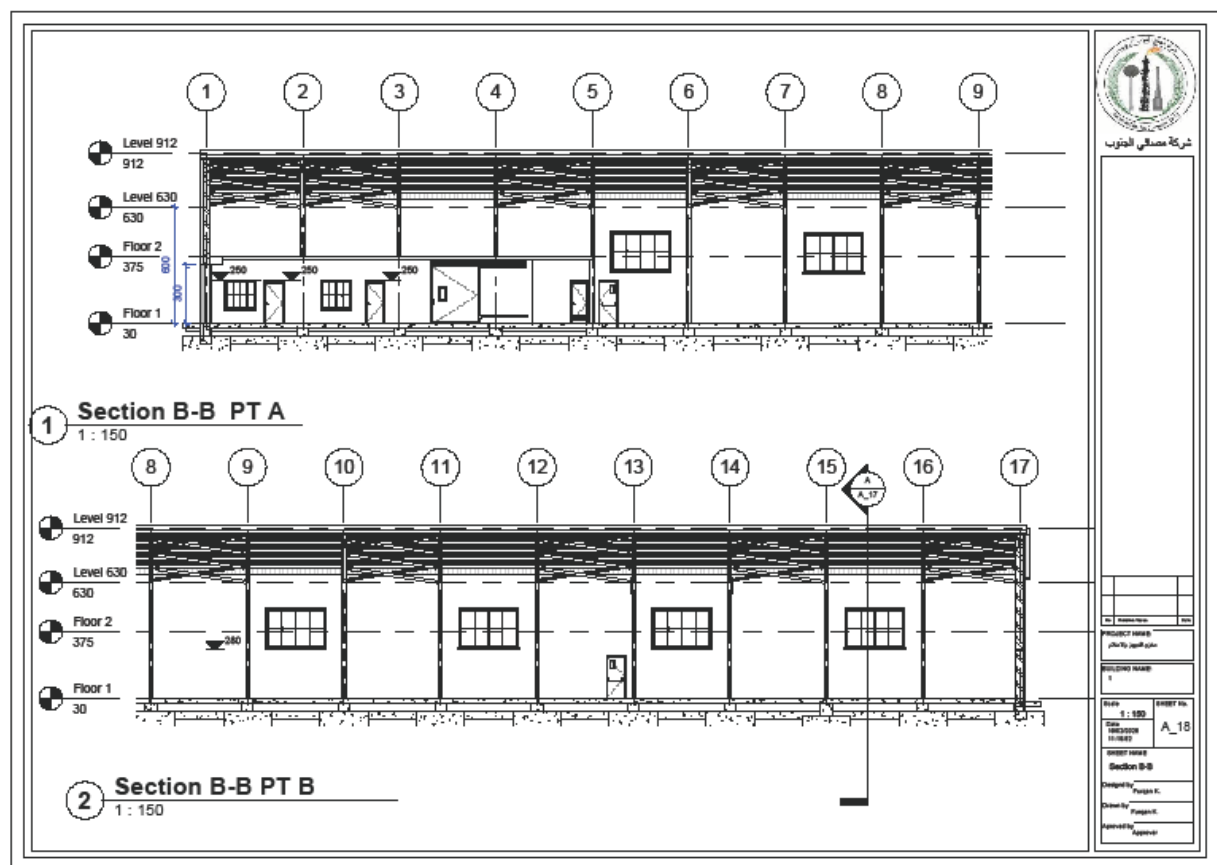 1 2 3 4 5 6 7 8 9
Level 912
912
Level 630
630
Floor 2
375
Floor 1
30
600
300
250 250 250
1
Section B-B PT A
1 : 150
8 9 10 11 12 13 14 15 16 17
A
A_17
Level 912
912
Level 630
630
Floor 2
375
Floor 1
30
280
2
Section B-B PT B
1 : 150
شركة مصافي الجنوب
PROJECT NAME
BUILDING NAME
1
Scale
1 : 150
Date
SHEET No.
A_18
SHEET NAME
Section B-B
Designed by
Furqan K.
Drawn by
Furqan K.
Approved by
Approver